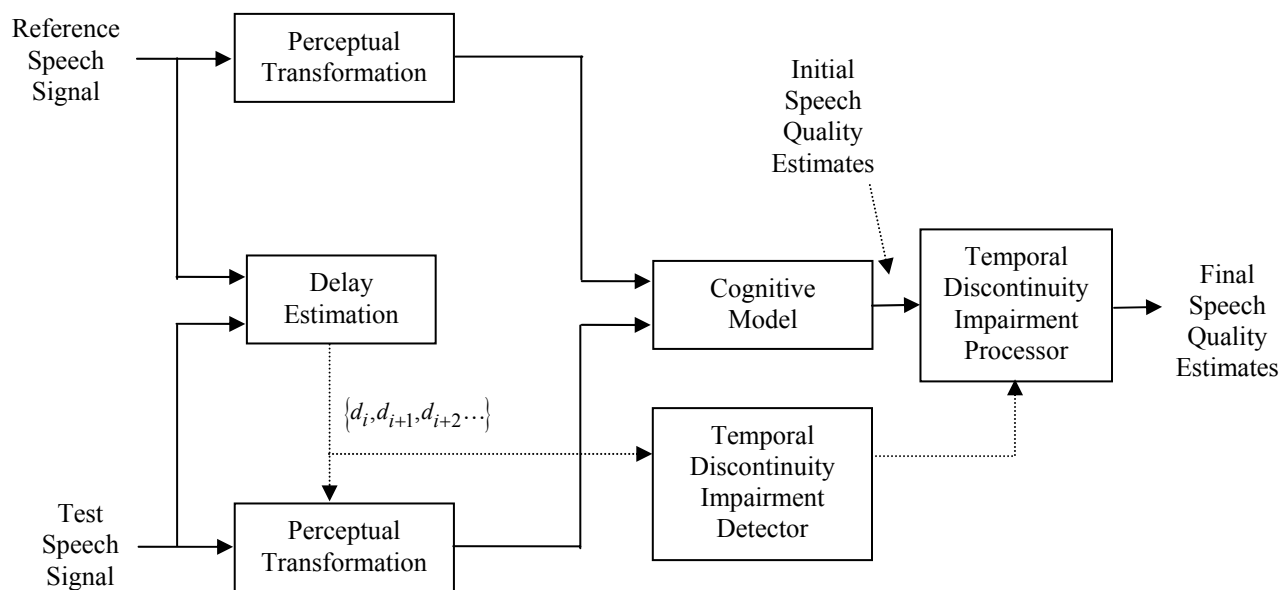 Reference
Speech
Signal
Perceptual
Transformation
Initial
Speech
Quality
Estimates
Delay
Estimation
Cognitive
Model
Temporal
Discontinuity
Impairment
Processor
Final
Speech
Quality
Estimates
{d_i,d_{i+1},d_{i+2}…}
Temporal
Discontinuity
Impairment
Detector
Test
Speech
Signal
Perceptual
Transformation